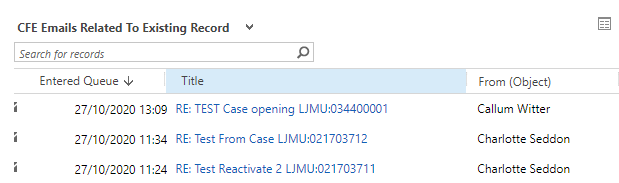 CFE Emails Related To Existing Record
Search for records
Entered Queue ↓ Title From (Object)
27/10/2020 13:09 RE: TEST Case opening LJMU:034400001 Callum Witter
27/10/2020 11:34 RE: Test From Case LJMU:021703712 Charlotte Seddon
27/10/2020 11:24 RE: Test Reactivate 2 LJMU:021703711 Charlotte Seddon